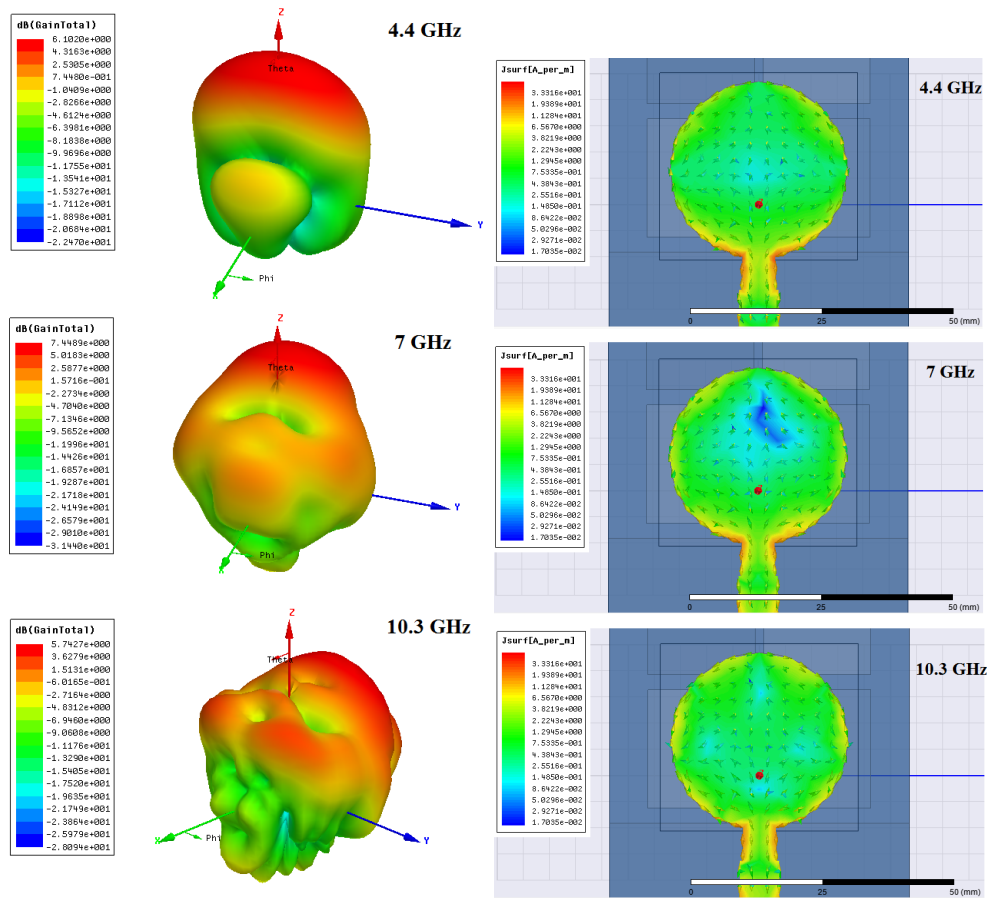 dB(GainTotal)
6.1020e+000
4.3163e+000
2.5305e+000
7.4480e-001
-1.0409e+000
-2.8266e+000
-4.6124e+000
-6.3981e+000
-8.1838e+000
-9.9696e+000
-1.1755e+001
-1.3541e+001
-1.5327e+001
-1.7112e+001
-1.8898e+001
-2.0684e+001
-2.2470e+001
Z
Theta
Y
X
Phi
4.4 GHz
Jsurf[A_per_m]
3.3316e+001
1.9389e+001
1.1284e+001
6.5670e+000
3.8219e+000
2.2243e+000
1.2945e+000
7.5335e-001
4.3843e-001
2.5516e-001
1.4850e-001
8.6422e-002
5.0296e-002
2.9271e-002
1.7035e-002
4.4 GHz
0 25 50 (mm)
dB(GainTotal)
7.4489e+000
5.0183e+000
2.5877e+000
1.5716e-001
-2.2734e+000
-4.7040e+000
-7.1346e+000
-9.5652e+000
-1.1996e+001
-1.4426e+001
-1.6857e+001
-1.9287e+001
-2.1718e+001
-2.4149e+001
-2.6579e+001
-2.9010e+001
-3.1440e+001
Z
Theta
Y
X
Phi
7 GHz
Jsurf[A_per_m]
3.3316e+001
1.9389e+001
1.1284e+001
6.5670e+000
3.8219e+000
2.2243e+000
1.2945e+000
7.5335e-001
4.3843e-001
2.5516e-001
1.4850e-001
8.6422e-002
5.0296e-002
2.9271e-002
1.7035e-002
7 GHz
0 25 50 (mm)
dB(GainTotal)
5.7427e+000
3.6279e+000
1.5131e+000
-6.0165e-001
-2.7164e+000
-4.8312e+000
-6.9460e+000
-9.0608e+000
-1.1176e+001
-1.3290e+001
-1.5405e+001
-1.7520e+001
-1.9635e+001
-2.1749e+001
-2.3864e+001
-2.5979e+001
-2.8094e+001
Z
Theta
Y
X
Phi
10.3 GHz
Jsurf[A_per_m]
3.3316e+001
1.9389e+001
1.1284e+001
6.5670e+000
3.8219e+000
2.2243e+000
1.2945e+000
7.5335e-001
4.3843e-001
2.5516e-001
1.4850e-001
8.6422e-002
5.0296e-002
2.9271e-002
1.7035e-002
10.3 GHz
0 25 50 (mm)